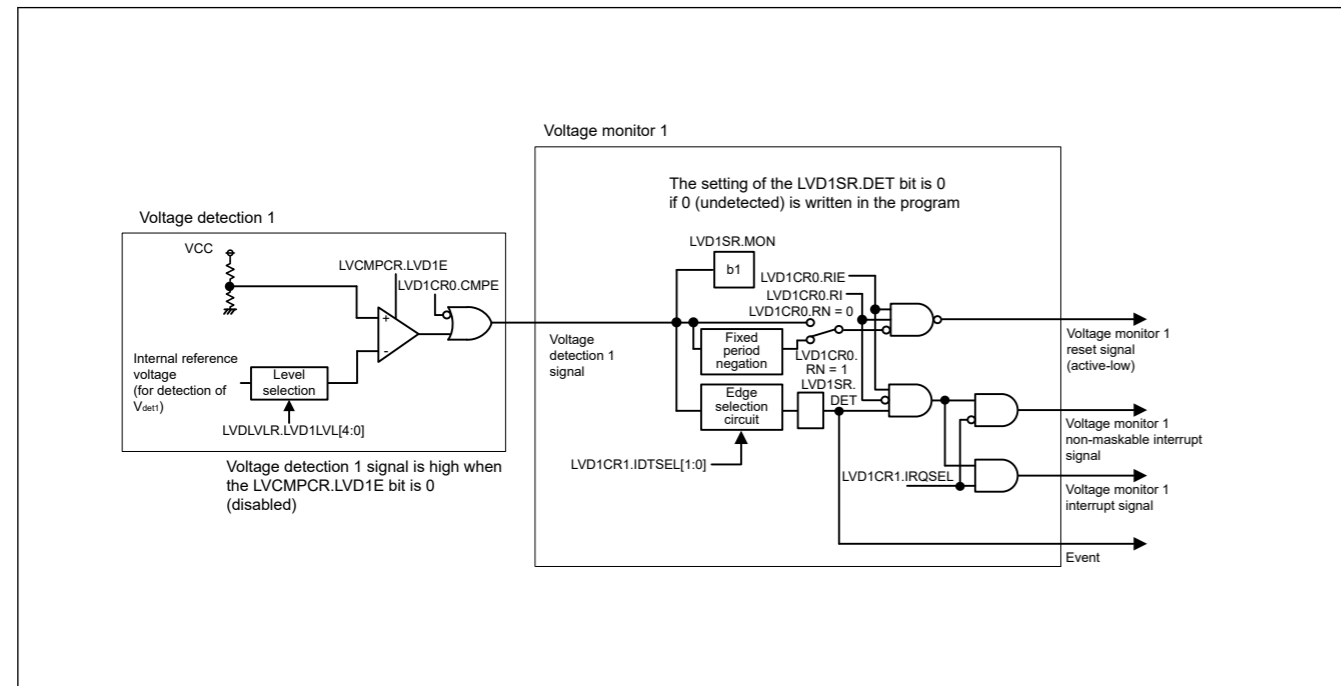 Voltage monitor 1
The setting of the LVD1SR.DET bit is 0
if 0 (undetected) is written in the program
Voltage detection 1
VCC
LVCMPCR.LVD1E
LVD1CR0.CMPE
+
-
Internal reference
voltage
(for detection of
Vdet1)
Level
selection
LVDLVLR.LVD1LVL[4:0]
Voltage detection 1 signal is high when
the LVCMPCR.LVD1E bit is 0
(disabled)
Voltage
detection 1
signal
LVD1SR.MON
b1
LVD1CR0.RIE
LVD1CR0.RI
LVD1CR0.RN = 0
Fixed
period
negation
LVD1CR0.
RN = 1
LVD1SR.
DET
Edge
selection
circuit
LVD1CR1.IDTSEL[1:0]
LVD1CR1.IRQSEL
Voltage monitor 1
reset signal
(active-low)
Voltage monitor 1
non-maskable interrupt
signal
Voltage monitor 1
interrupt signal
Event